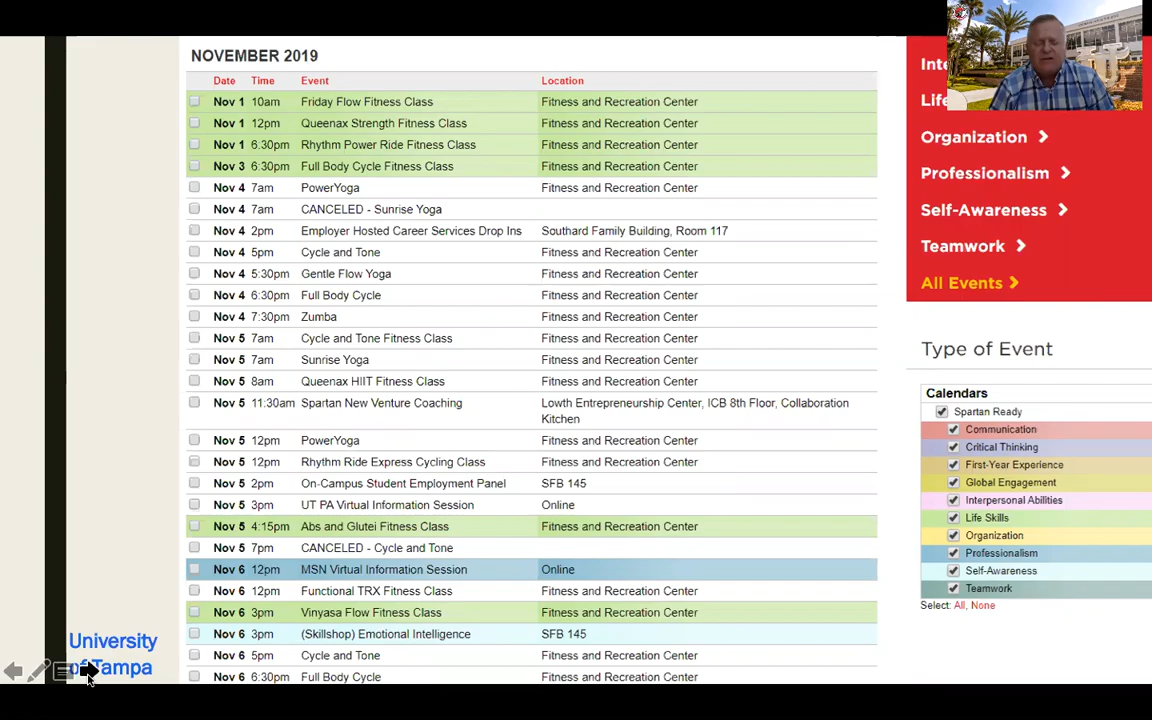 NOVEMBER 2019
Date Time Event Location
Nov 1 10am Friday Flow Fitness Class Fitness and Recreation Center
Nov 1 12pm Queenax Strength Fitness Class Fitness and Recreation Center
Nov 1 6:30pm Rhythm Power Ride Fitness Class Fitness and Recreation Center
Nov 3 6:30pm Full Body Cycle Fitness Class Fitness and Recreation Center
Nov 4 7am PowerYoga Fitness and Recreation Center
Nov 4 7am CANCELED - Sunrise Yoga
Nov 4 2pm Employer Hosted Career Services Drop Ins Southard Family Building, Room 117
Nov 4 5pm Cycle and Tone Fitness and Recreation Center
Nov 4 5:30pm Gentle Flow Yoga Fitness and Recreation Center
Nov 4 6:30pm Full Body Cycle Fitness and Recreation Center
Nov 4 7:30pm Zumba Fitness and Recreation Center
Nov 5 7am Cycle and Tone Fitness Class Fitness and Recreation Center
Nov 5 7am Sunrise Yoga Fitness and Recreation Center
Nov 5 8am Queenax HIIT Fitness Class Fitness and Recreation Center
Nov 5 11:30am Spartan New Venture Coaching Lowth Entrepreneurship Center, ICB 8th Floor, Collaboration
Kitchen
Nov 5 12pm PowerYoga Fitness and Recreation Center
Nov 5 12pm Rhythm Ride Express Cycling Class Fitness and Recreation Center
Nov 5 2pm On-Campus Student Employment Panel SFB 145
Nov 5 3pm UT PA Virtual Information Session Online
Nov 5 4:15pm Abs and Glutei Fitness Class Fitness and Recreation Center
Nov 5 7pm CANCELED - Cycle and Tone
Nov 6 12pm MSN Virtual Information Session Online
Nov 6 12pm Functional TRX Fitness Class Fitness and Recreation Center
Nov 6 3pm Vinyasa Flow Fitness Class Fitness and Recreation Center
Nov 6 3pm (Skillshop) Emotional Intelligence SFB 145
Nov 6 5pm Cycle and Tone Fitness and Recreation Center
Nov 6 6:30pm Full Body Cycle Fitness and Recreation Center
Organization
Professionalism
Self-Awareness
Teamwork
All Events
Type of Event
Calendars
Spartan Ready
Communication
Critical Thinking
First-Year Experience
Global Engagement
Interpersonal Abilities
Life Skills
Organization
Professionalism
Self-Awareness
Teamwork
Select: All, None
University
of Tampa